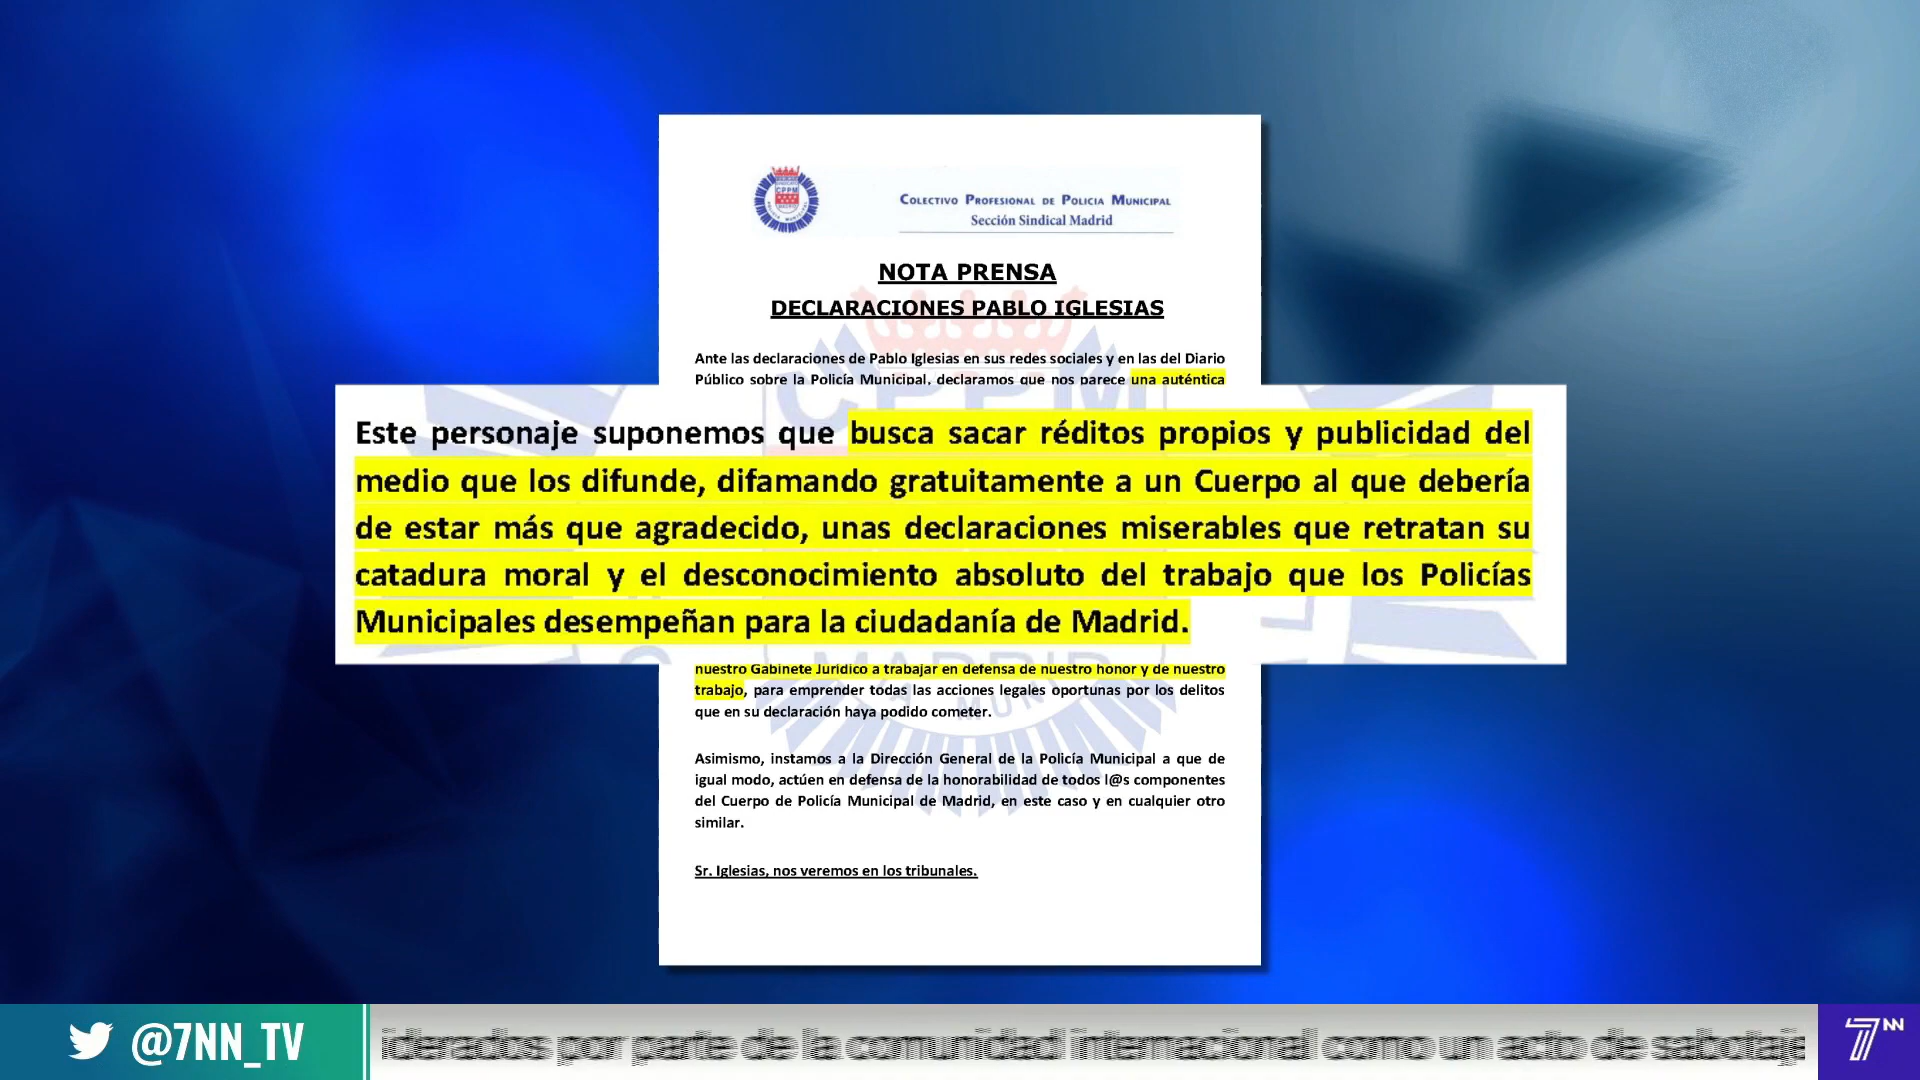 CPPM
COLECTIVO PROFESIONAL DE POLICIA MUNICIPAL
Sección Sindical Madrid
NOTA PRENSA
DECLARACIONES PABLO IGLESIAS
Ante las declaraciones de Pablo Iglesias en sus redes sociales y en las del Diario
Público sobre la Policía Municipal, declaramos que nos parece una auténtica
Este personaje suponemos que busca sacar réditos propios y publicidad del
medio que los difunde, difamando gratuitamente a un Cuerpo al que debería
de estar más que agradecido, unas declaraciones miserables que retratan su
catadura moral y el desconocimiento absoluto del trabajo que los Policías
Municipales desempeñan para la ciudadanía de Madrid.
nuestro Gabinete Jurídico a trabajar en defensa de nuestro honor y de nuestro
trabajo, para emprender todas las acciones legales oportunas por los delitos
que en su declaración haya podido cometer.
Asimismo, instamos a la Dirección General de la Policía Municipal a que de
igual modo, actúen en defensa de la honorabilidad de todos l@s componentes
del Cuerpo de Policía Municipal de Madrid, en este caso y en cualquier otro
similar.
Sr. Iglesias, nos veremos en los tribunales.
@7NN_TV
iderados por parte de la comunidad internacional como un acto de sabotaje
7NN